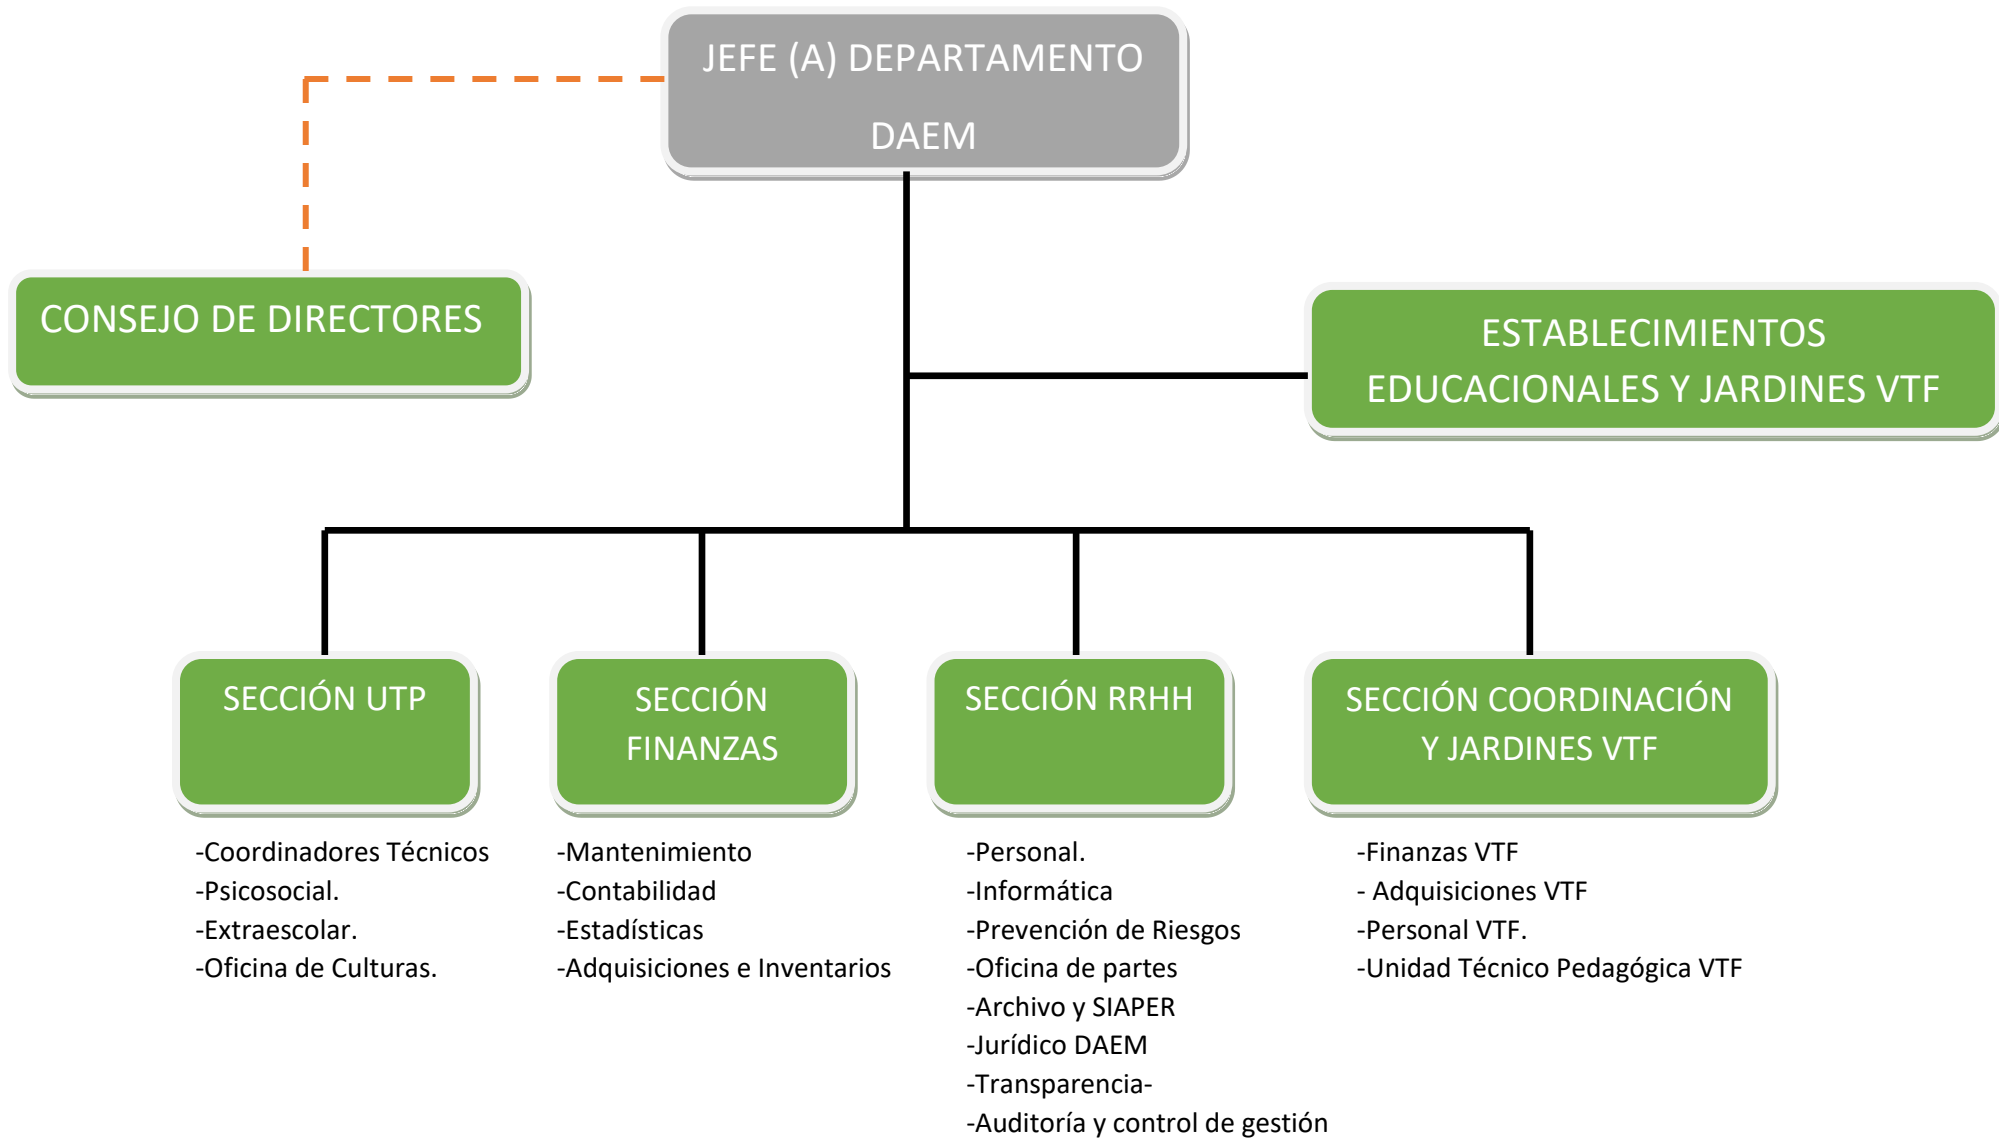 JEFE (A) DEPARTAMENTO
DAEM
CONSEJO DE DIRECTORES
ESTABLECIMIENTOS
EDUCACIONALES Y JARDINES VTF
SECCIÓN UTP
-Coordinadores Técnicos
-Psicosocial.
-Extraescolar.
-Oficina de Culturas.
SECCIÓN
FINANZAS
-Mantenimiento
-Contabilidad
-Estadísticas
-Adquisiciones e Inventarios
SECCIÓN RRHH
-Personal.
-Informática
-Prevención de Riesgos
-Oficina de partes
-Archivo y SIAPER
-Jurídico DAEM
-Transparencia-
-Auditoría y control de gestión
SECCIÓN COORDINACIÓN
Y JARDINES VTF
-Finanzas VTF
- Adquisiciones VTF
-Personal VTF.
-Unidad Técnico Pedagógica VTF